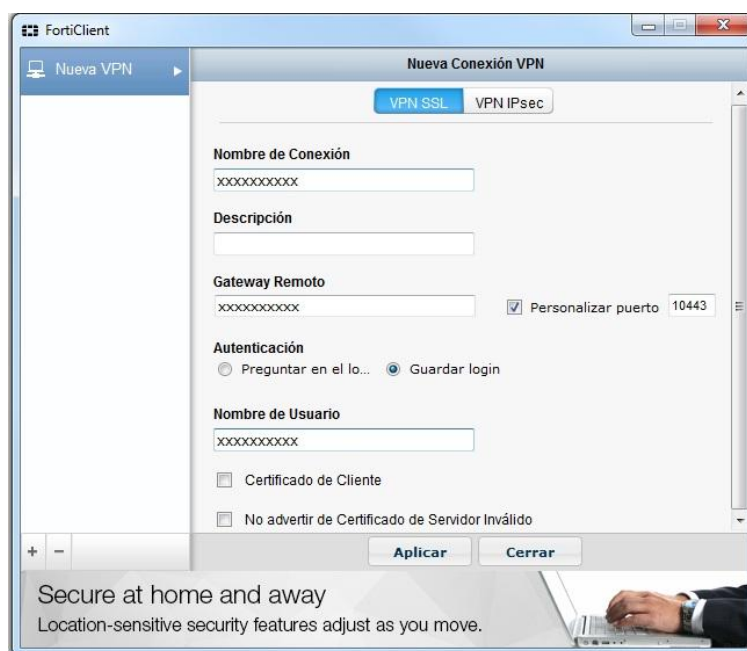 FortiClient
Nueva VPN
Nueva Conexión VPN
VPN SSL VPN IPsec
Nombre de Conexión
xxxxxxxxxx
Descripción
Gateway Remoto
xxxxxxxxxx Personalizar puerto 10443
Autenticación
Preguntar en el lo... Guardar login
Nombre de Usuario
xxxxxxxxxx
Certificado de Cliente
No advertir de Certificado de Servidor Inválido
+ - Aplicar Cerrar
Secure at home and away
Location-sensitive security features adjust as you move.